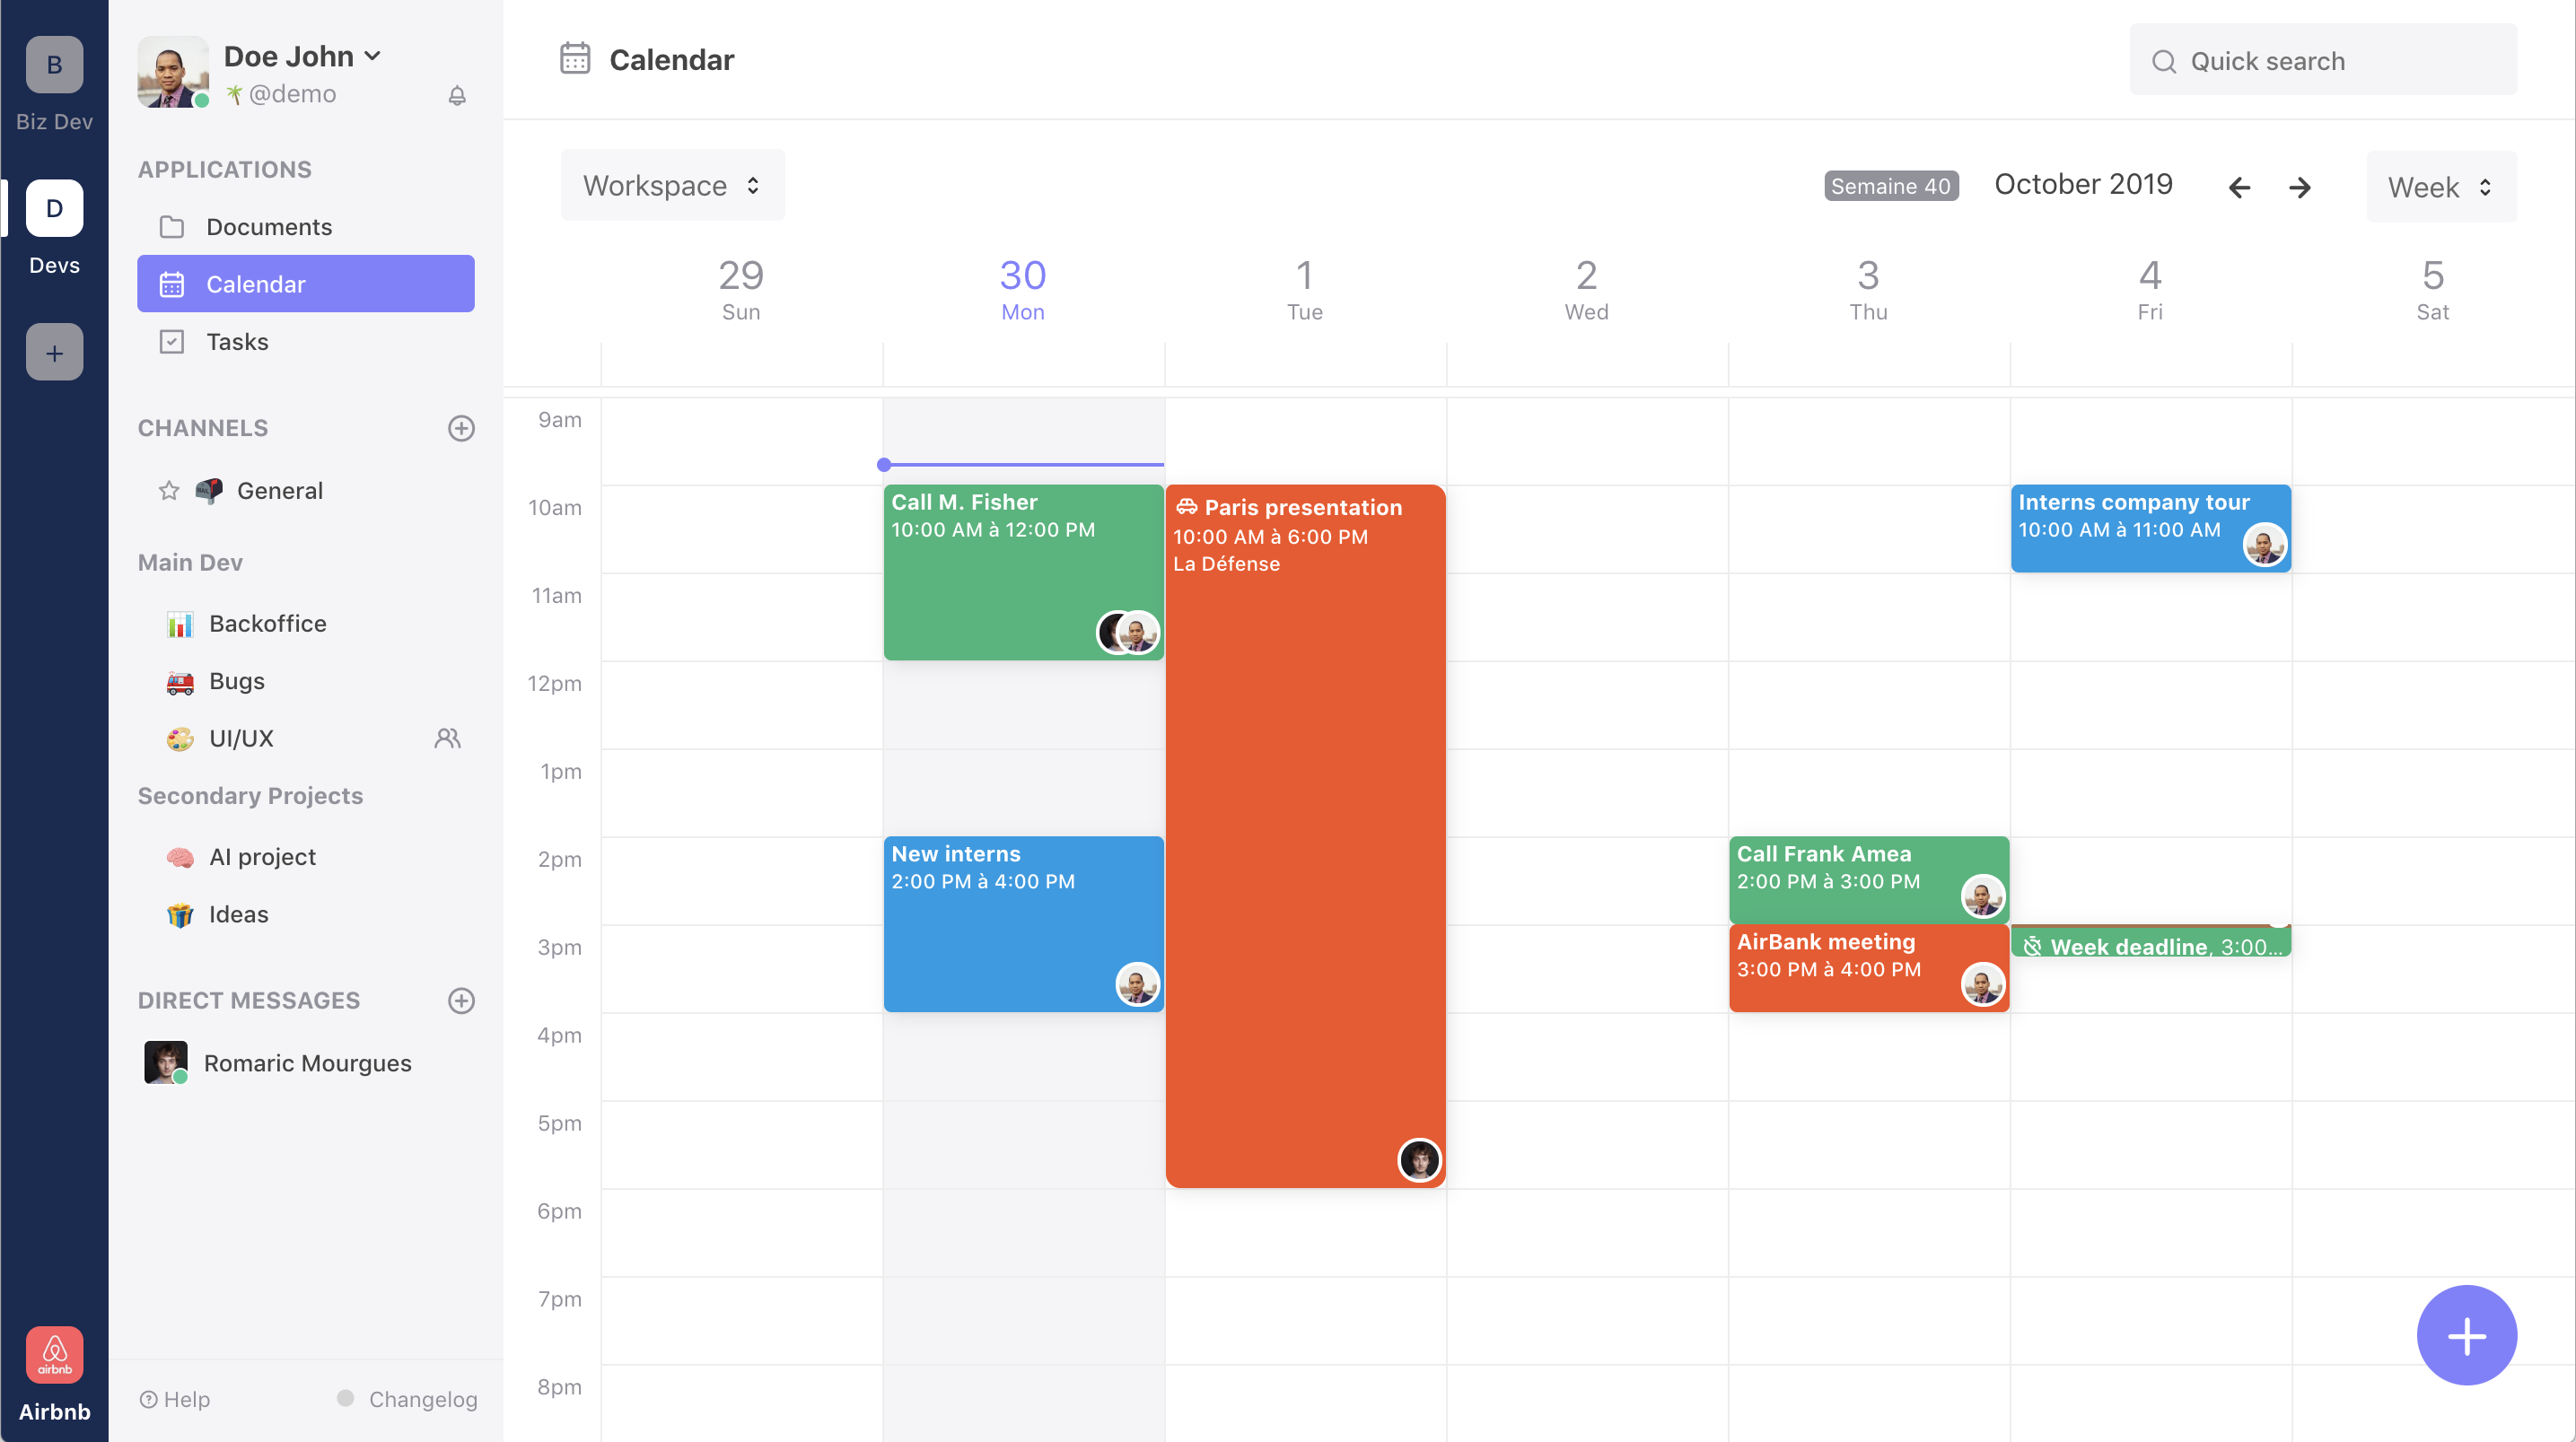 B
Biz Dev
D
Devs
+
airbnb
Airbnb
Doe John
@demo
APPLICATIONS
Documents
Calendar
Tasks
CHANNELS
General
Main Dev
Backoffice
Bugs
UI/UX
Secondary Projects
AI project
Ideas
DIRECT MESSAGES
Romaric Mourgues
Help
Changelog
Calendar
Quick search
Workspace
Semaine 40
October 2019
Week
29
Sun
30
Mon
1
Tue
2
Wed
3
Thu
4
Fri
5
Sat
9am
10am
11am
12pm
1pm
2pm
3pm
4pm
5pm
6pm
7pm
8pm
Call M. Fisher
10:00 AM à 12:00 PM
New interns
2:00 PM à 4:00 PM
Paris presentation
10:00 AM à 6:00 PM
La Défense
Call Frank Amea
2:00 PM à 3:00 PM
AirBank meeting
3:00 PM à 4:00 PM
Interns company tour
10:00 AM à 11:00 AM
Week deadline, 3:00...